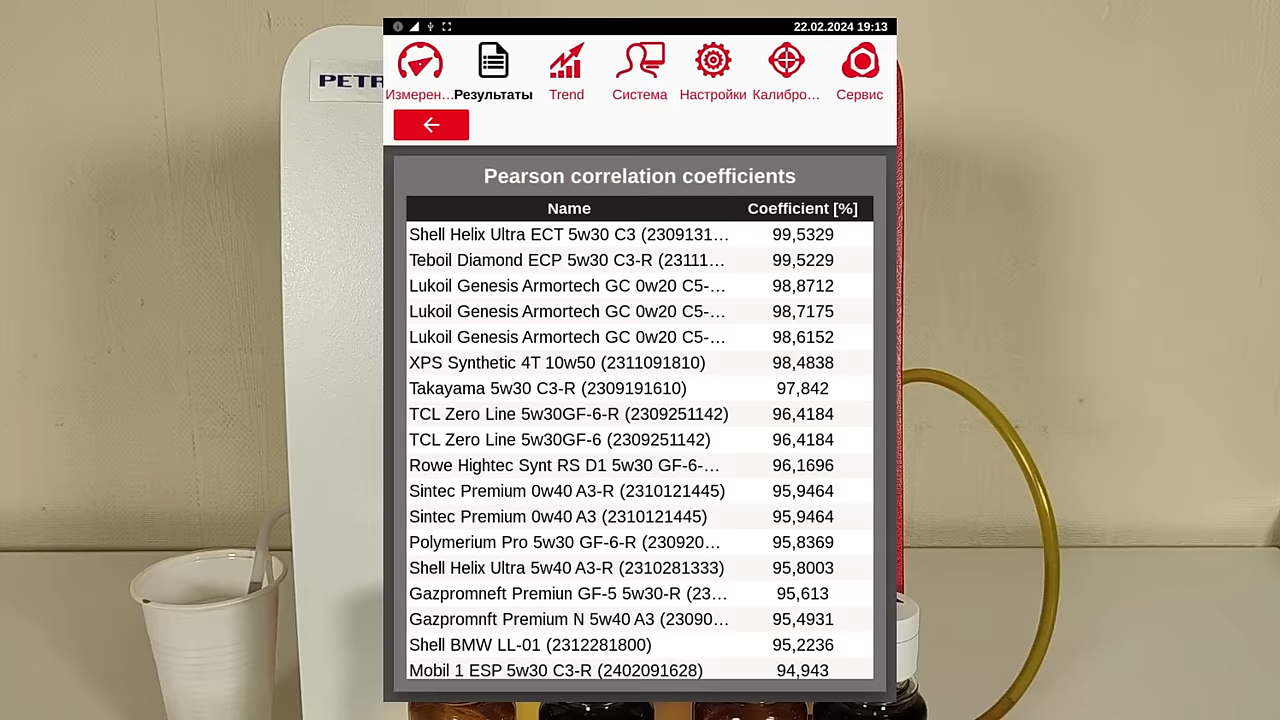 22.02.2024 19:13
PETR
Измерен... Результаты Trend Система Настройки Калибро... Сервис
Pearson correlation coefficients
Name Coefficient [%]
Shell Helix Ultra ECT 5w30 C3 (2309131... 99,5329
Teboil Diamond ECP 5w30 C3-R (23111... 99,5229
Lukoil Genesis Armortech GC 0w20 C5-... 98,8712
Lukoil Genesis Armortech GC 0w20 C5-... 98,7175
Lukoil Genesis Armortech GC 0w20 C5-... 98,6152
XPS Synthetic 4T 10w50 (2311091810) 98,4838
Takayama 5w30 C3-R (2309191610) 97,842
TCL Zero Line 5w30GF-6-R (2309251142) 96,4184
TCL Zero Line 5w30GF-6 (2309251142) 96,4184
Rowe Hightec Synt RS D1 5w30 GF-6-... 96,1696
Sintec Premium 0w40 A3-R (2310121445) 95,9464
Sintec Premium 0w40 A3 (2310121445) 95,9464
Polymerium Pro 5w30 GF-6-R (230920... 95,8369
Shell Helix Ultra 5w40 A3-R (2310281333) 95,8003
Gazpromneft Premiun GF-5 5w30-R (23... 95,613
Gazpromnft Premium N 5w40 A3 (23090... 95,4931
Shell BMW LL-01 (2312281800) 95,2236
Mobil 1 ESP 5w30 C3-R (2402091628) 94,943